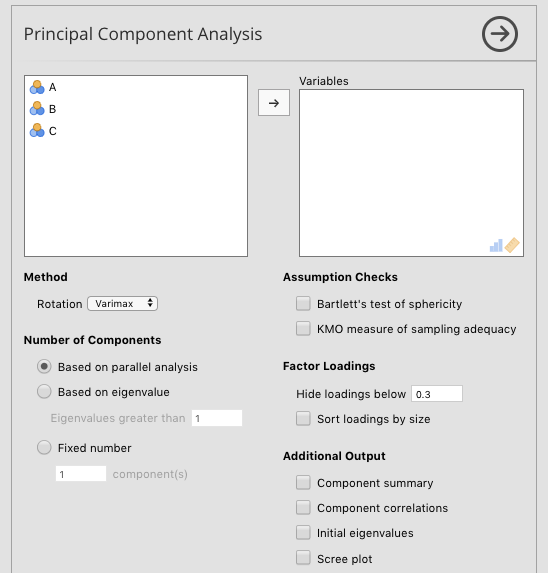 Principal Component Analysis
A
B
C
Variables
Method
Rotation Varimax
Number of Components
Based on parallel analysis
Based on eigenvalue
Eigenvalues greater than 1
Fixed number
1 component(s)
Assumption Checks
Bartlett's test of sphericity
KMO measure of sampling adequacy
Factor Loadings
Hide loadings below 0.3
Sort loadings by size
Additional Output
Component summary
Component correlations
Initial eigenvalues
Scree plot